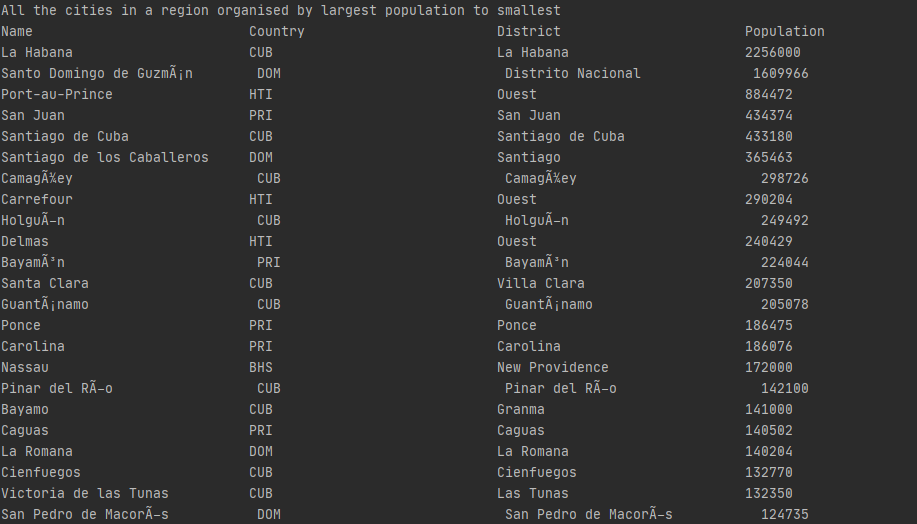 All the cities in a region organised by largest population to smallest
Name Country District Population
La Habana CUB La Habana 2256000
Santo Domingo de GuzmÃ¡n DOM Distrito Nacional 1609966
Port-au-Prince HTI Ouest 884472
San Juan PRI San Juan 434374
Santiago de Cuba CUB Santiago de Cuba 433180
Santiago de los Caballeros DOM Santiago 365463
CamagÃ¼ey CUB CamagÃ¼ey 298726
Carrefour HTI Ouest 290204
HolguÃ-n CUB HolguÃ-n 249492
Delmas HTI Ouest 240429
BayamÃ³n PRI BayamÃ³n 224044
Santa Clara CUB Villa Clara 207350
GuantÃ¡namo CUB GuantÃ¡namo 205078
Ponce PRI Ponce 186475
Carolina PRI Carolina 186076
Nassau BHS New Providence 172000
Pinar del RÃ-o CUB Pinar del RÃ-o 142100
Bayamo CUB Granma 141000
Caguas PRI Caguas 140502
La Romana DOM La Romana 140204
Cienfuegos CUB Cienfuegos 132770
Victoria de las Tunas CUB Las Tunas 132350
San Pedro de MacorÃ-s DOM San Pedro de MacorÃ-s 124735